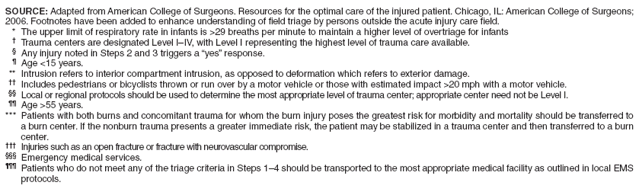 SOURCE: Adapted from American College of Surgeons. Resources for the optimal care of the injured patient. Chicago, IL: American College of Surgeons;
2006. Footnotes have been added to enhance understanding of field triage by persons outside the acute injury care field.
* The upper limit of respiratory rate in infants is >29 breaths per minute to maintain a higher level of overtriage for infants
† Trauma centers are designated Level I–IV, with Level I representing the highest level of trauma care available.
§ Any injury noted in Steps 2 and 3 triggers a “yes” response.
¶ Age <15 years.
** Intrusion refers to interior compartment intrusion, as opposed to deformation which refers to exterior damage.
†† Includes pedestrians or bicyclists thrown or run over by a motor vehicle or those with estimated impact >20 mph with a motor vehicle.
§§ Local or regional protocols should be used to determine the most appropriate level of trauma center; appropriate center need not be Level I.
¶¶ Age >55 years.
*** Patients with both burns and concomitant trauma for whom the burn injury poses the greatest risk for morbidity and mortality should be transferred to
a burn center. If the nonburn trauma presents a greater immediate risk, the patient may be stabilized in a trauma center and then transferred to a burn
center.
††† Injuries such as an open fracture or fracture with neurovascular compromise.
§§§ Emergency medical services.
¶¶¶ Patients who do not meet any of the triage criteria in Steps 1–4 should be transported to the most appropriate medical facility as outlined in local EMS
protocols.